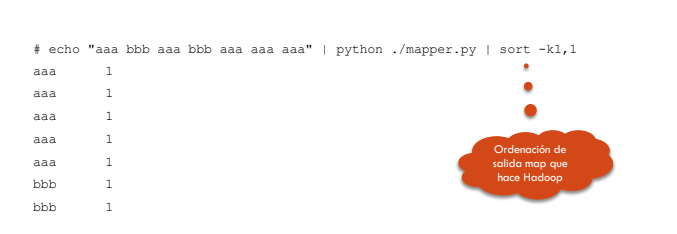 # echo "aaa bbb aaa bbb aaa aaa aaa" | python ./mapper.py | sort -k1,1
aaa 1
aaa 1
aaa 1
aaa 1
aaa 1
bbb 1
bbb 1
Ordenación de
salida map que
hace Hadoop